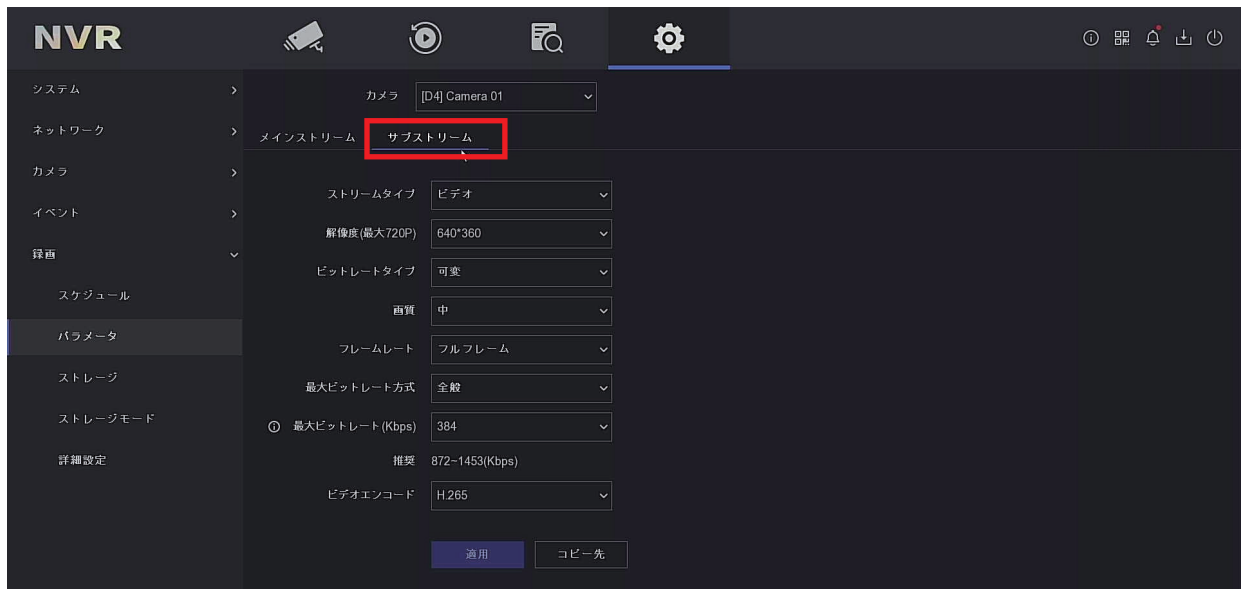 NVR
システム
ネットワーク
カメラ
イベント
録画
スケジュール
パラメータ
ストレージ
ストレージモード
詳細設定
カメラ [D4] Camera 01
メインストリーム サブストリーム
ストリームタイプ ビデオ
解像度(最大720P) 640*360
ビットレートタイプ 可変
画質 中
フレームレート フルフレーム
最大ビットレート方式 全般
最大ビットレート(Kbps) 384
推奨 872~1453(Kbps)
ビデオエンコード H.265
適用 コピー先